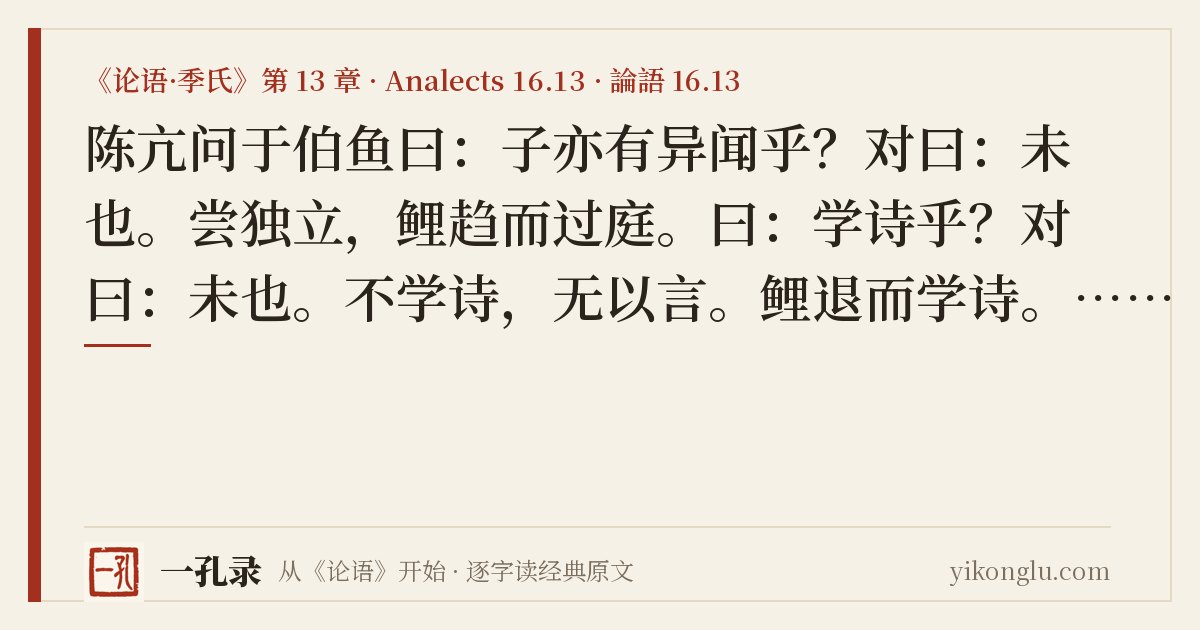 《论语·季氏》第 13 章 · Analects 16.13 · 論語 16.13
陈亢问于伯鱼曰：子亦有异闻乎？对曰：未
也。尝独立，鲤趋而过庭。曰：学诗乎？对
曰：未也。不学诗，无以言。鲤退而学诗。……
一孔 一孔录 从《论语》开始 · 逐字读经典原文 yikonglu.com